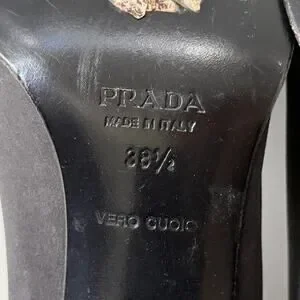 PRADA
MADE IN ITALY
38½
VERO CUOIO